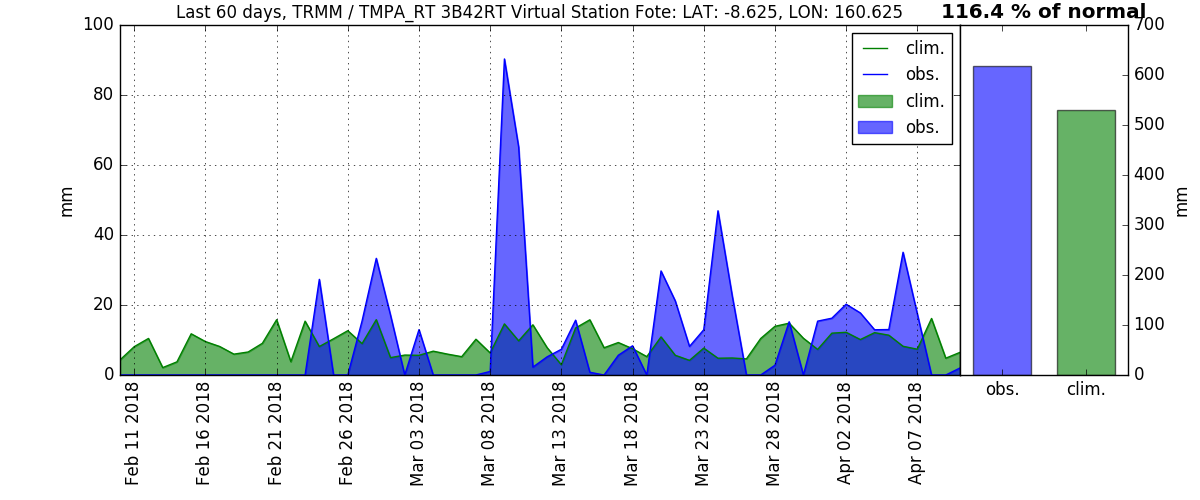 Last 60 days, TRMM / TMPA_RT 3B42RT Virtual Station Fote: LAT: -8.625, LON: 160.625
116.4 % of normal
100
80
60
40
20
0
mm
clim.
obs.
clim.
obs.
700
600
500
400
300
200
100
0
mm
obs.
clim.
Feb 11 2018
Feb 16 2018
Feb 21 2018
Feb 26 2018
Mar 03 2018
Mar 08 2018
Mar 13 2018
Mar 18 2018
Mar 23 2018
Mar 28 2018
Apr 02 2018
Apr 07 2018